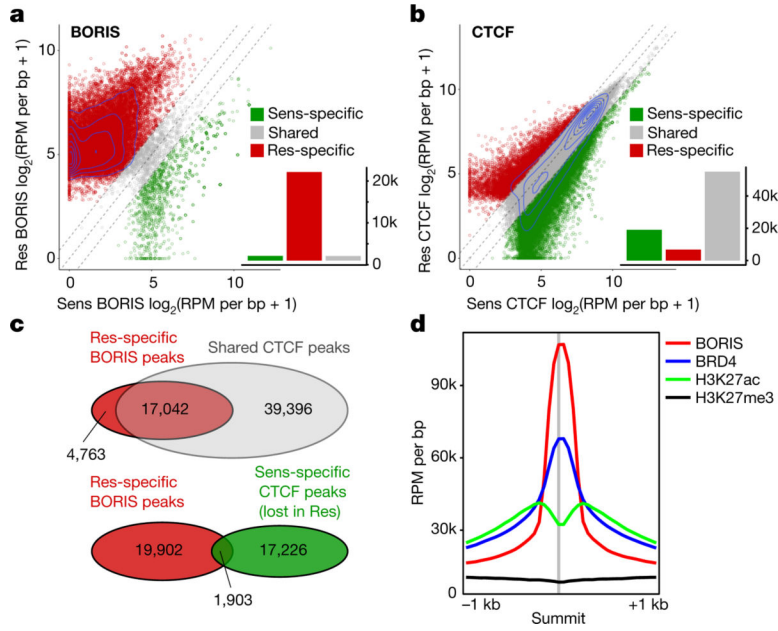 a
BORIS
Res BORIS log2(RPM per bp + 1)
10
5
0
0
5
10
Sens BORIS log2(RPM per bp + 1)
Sens-specific
Shared
Res-specific
20k
10k
0
b
CTCF
Res CTCF log2(RPM per bp + 1)
10
5
0
5
10
Sens CTCF log2(RPM per bp + 1)
Sens-specific
Shared
Res-specific
40k
20k
0
c
Res-specific
BORIS peaks
Shared CTCF peaks
17,042
39,396
4,763
Res-specific
BORIS peaks
Sens-specific
CTCF peaks
(lost in Res)
19,902
17,226
1,903
d
BORIS
BRD4
H3K27ac
H3K27me3
RPM per bp
90k
60k
30k
0
−1 kb
+1 kb
Summit